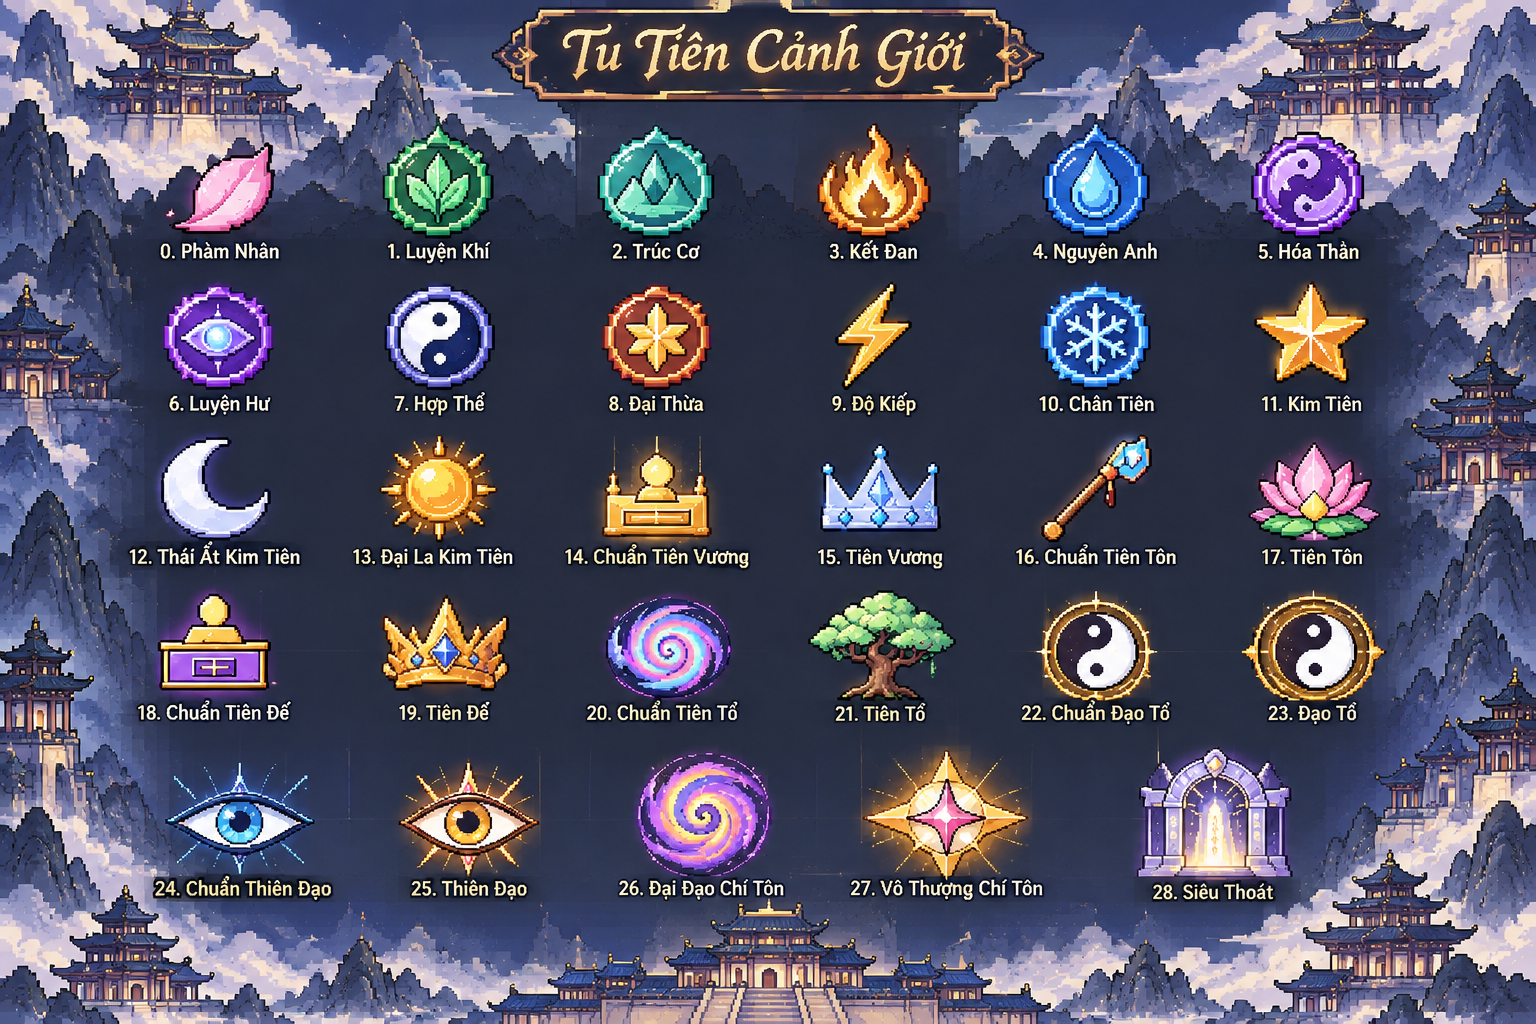 Tu Tiên Cảnh Giới
0. Phàm Nhân
1. Luyện Khí
2. Trúc Cơ
3. Kết Đan
4. Nguyên Anh
5. Hóa Thần
6. Luyện Hư
7. Hợp Thể
8. Đại Thừa
9. Độ Kiếp
10. Chân Tiên
11. Kim Tiên
12. Thái Ất Kim Tiên
13. Đại La Kim Tiên
14. Chuẩn Tiên Vương
15. Tiên Vương
16. Chuẩn Tiên Tôn
17. Tiên Tôn
18. Chuẩn Tiên Đế
19. Tiên Đế
20. Chuẩn Tiên Tổ
21. Tiên Tổ
22. Chuẩn Đạo Tổ
23. Đạo Tổ
24. Chuẩn Thiên Đạo
25. Thiên Đạo
26. Đại Đạo Chí Tôn
27. Vô Thượng Chí Tôn
28. Siêu Thoát